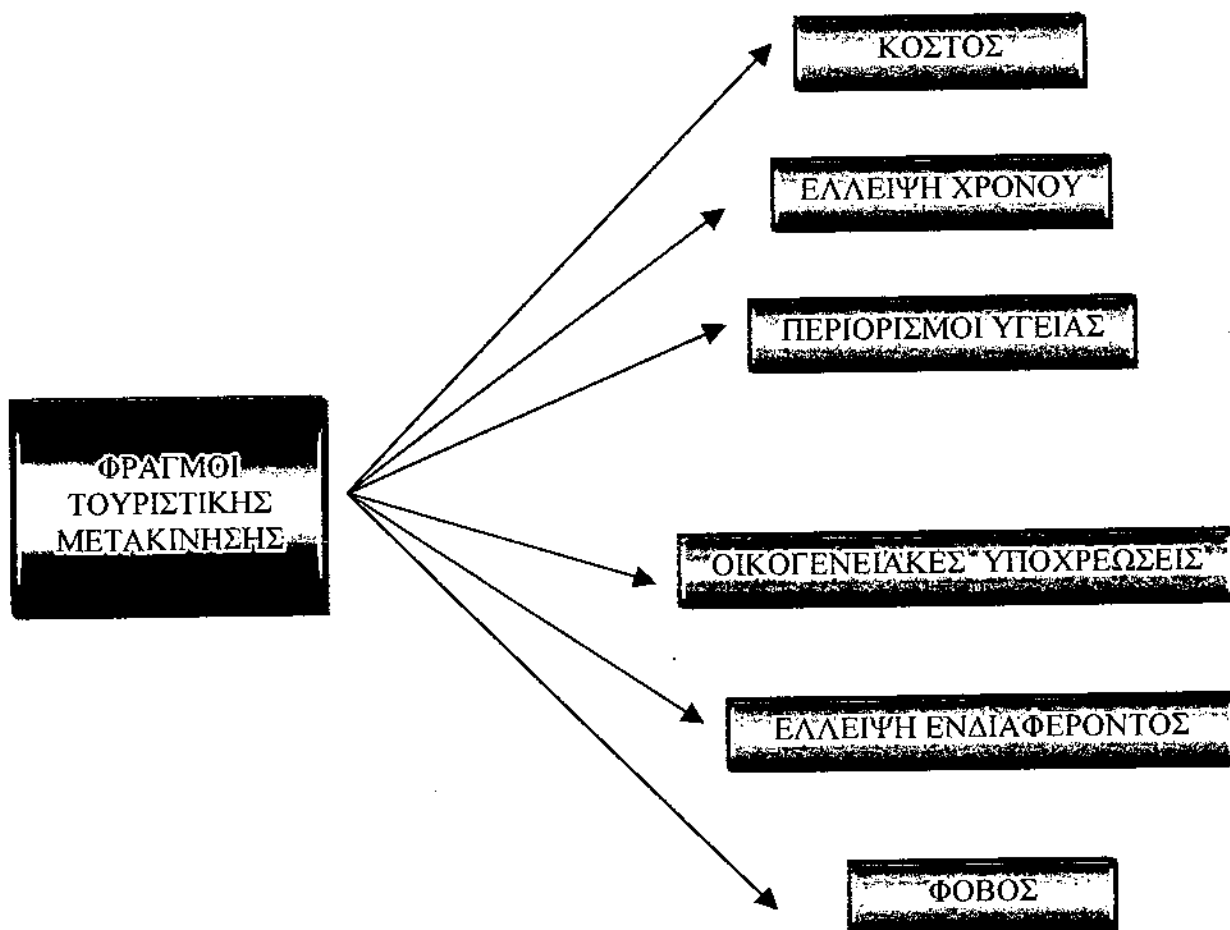 ΚΟΣΤΟΣ
ΕΛΛΕΙΨΗ ΧΡΟΝΟΥ
ΠΕΡΙΟΡΙΣΜΟΙ ΥΓΕΙΑΣ
ΦΡΑΓΜΟΙ
ΤΟΥΡΙΣΤΙΚΗΣ
ΜΕΤΑΚΙΝΗΣΗΣ
ΟΙΚΟΓΕΝΕΙΑΚΕΣ ΥΠΟΧΡΕΩΣΕΙΣ
ΕΛΛΕΙΨΗ ΕΝΔΙΑΦΕΡΟΝΤΟΣ
ΦΟΒΟΣ